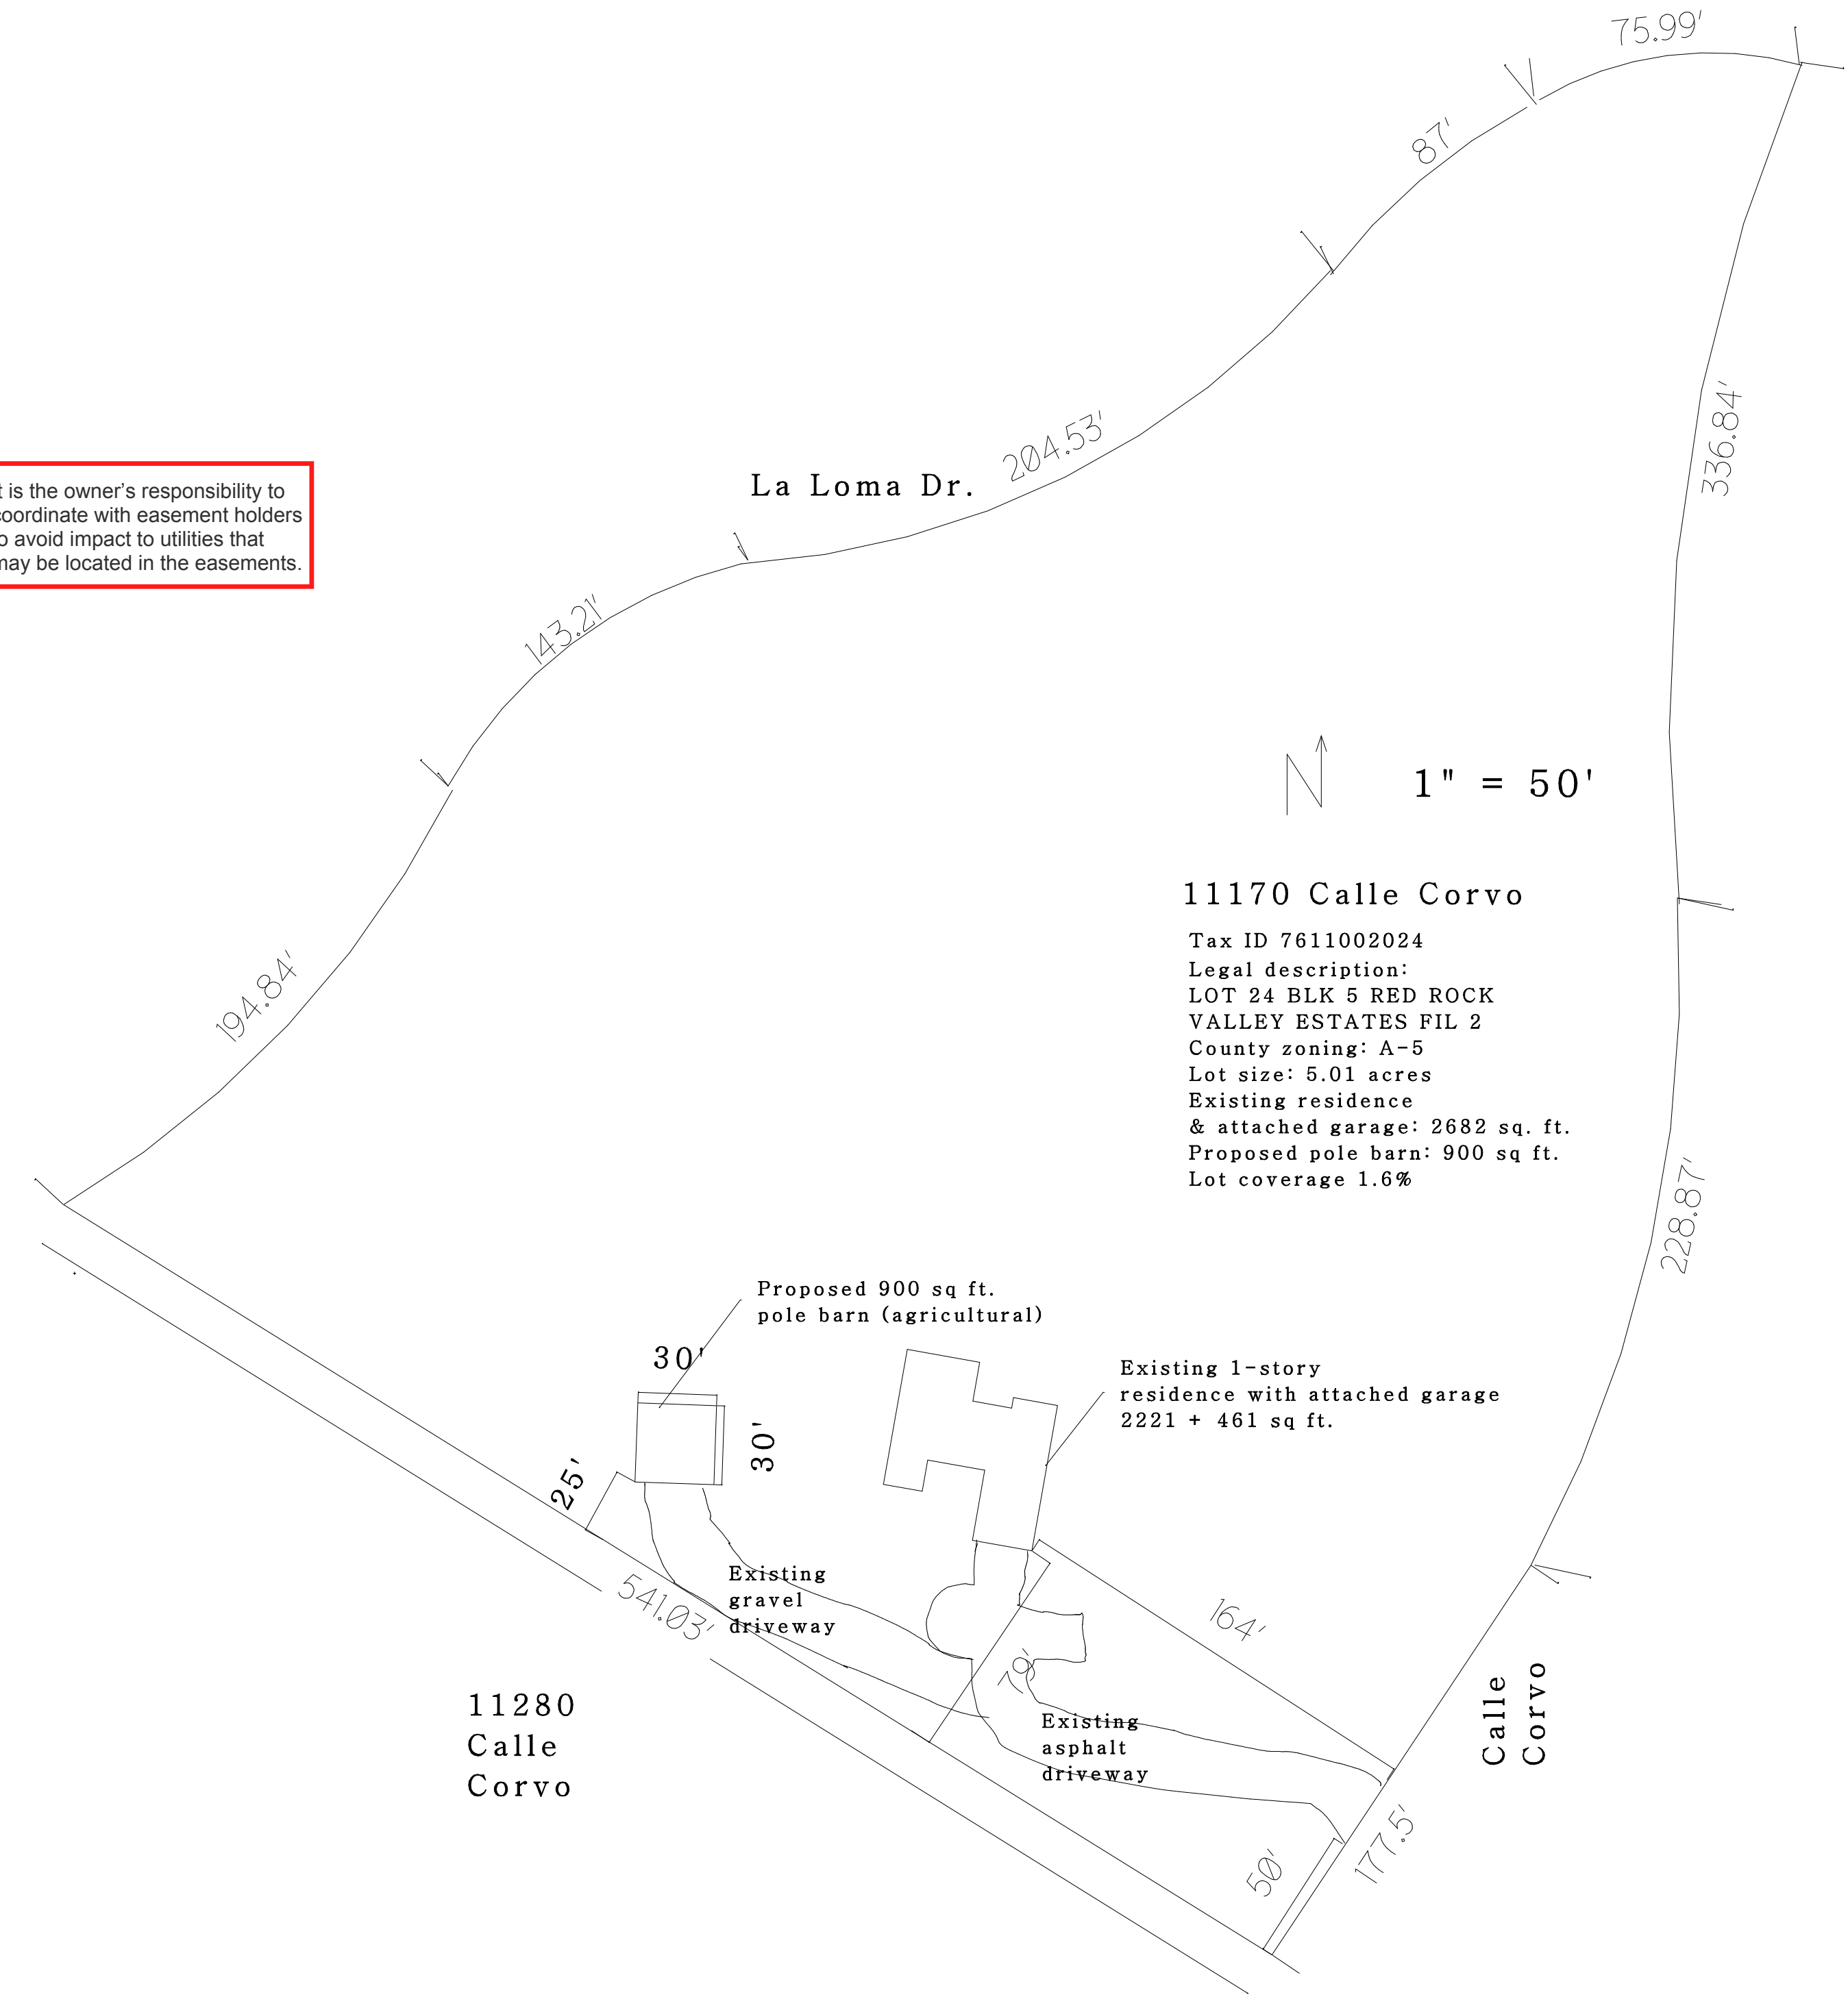 75.99'
87'
336.84'
204.53'
La Loma Dr.
t is the owner's responsibility to
coordinate with easement holders
o avoid impact to utilities that
may be located in the easements.
143.21'
N
1" = 50'
11170 Calle Corvo
Tax ID 7611002024
Legal description:
LOT 24 BLK 5 RED ROCK
VALLEY ESTATES FIL 2
County zoning: A-5
Lot size: 5.01 acres
Existing residence
& attached garage: 2682 sq. ft.
Proposed pole barn: 900 sq ft.
Lot coverage 1.6%
194.84'
228.87'
Proposed 900 sq ft.
pole barn (agricultural)
30'
30'
25'
Existing 1-story
residence with attached garage
2221 + 461 sq ft.
Existing
gravel
driveway
541.03'
164'
79'
11280
Calle
Corvo
Existing
asphalt
driveway
Calle
Corvo
50'
177.5'